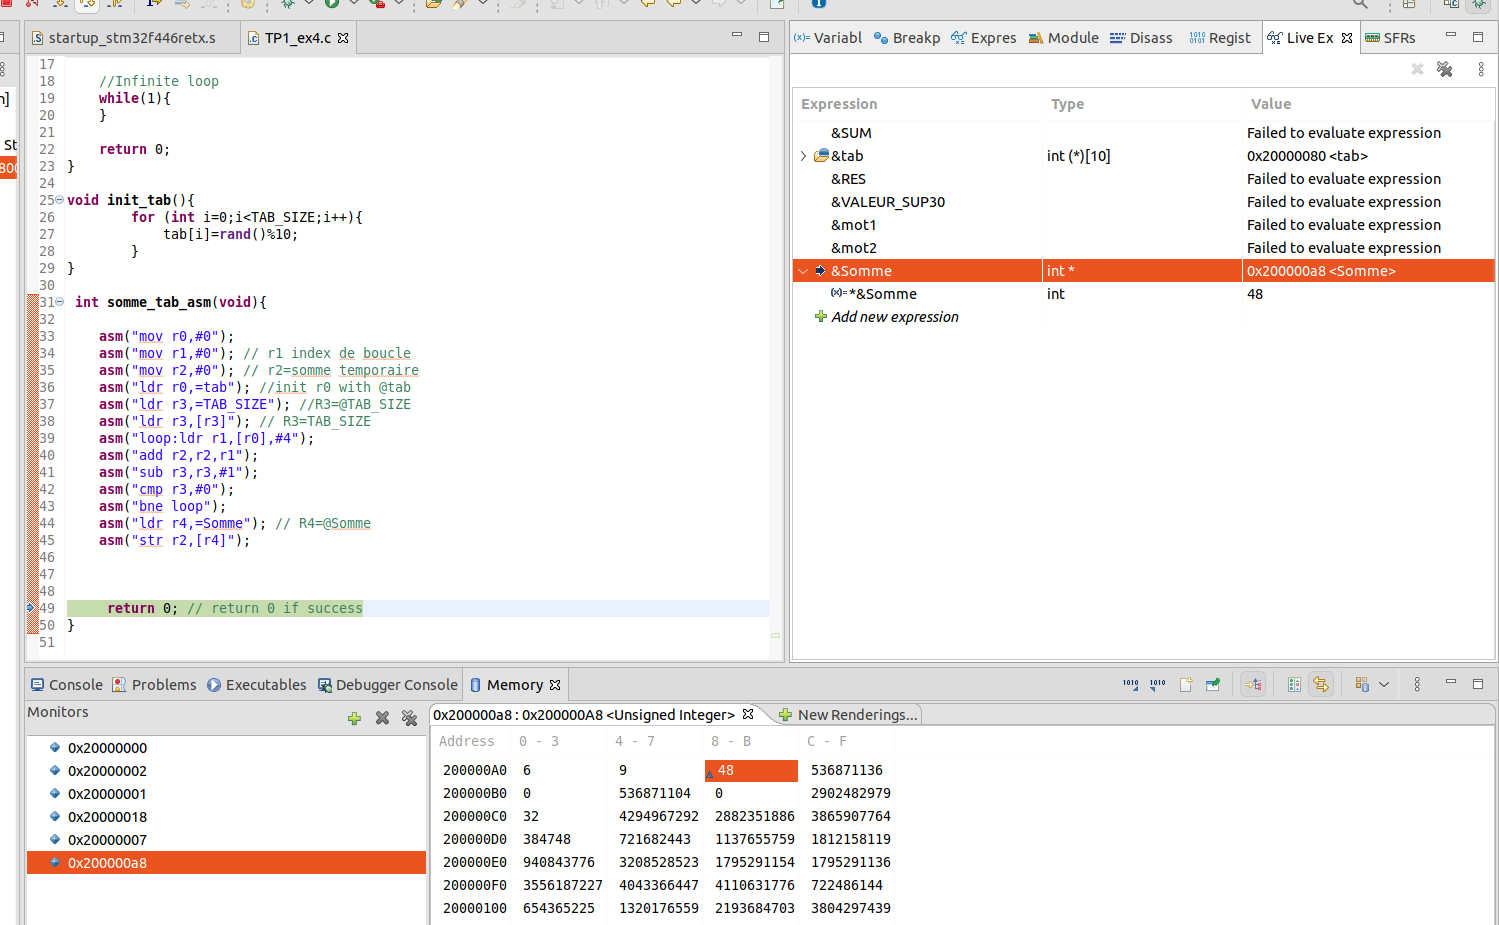 startup_stm32f446retx.s
TP1_ex4.c
17
18 //Infinite loop
19 while(1){
20 }
21
22 return 0;
23 }
24
25 void init_tab(){
26 for (int i=0;i<TAB_SIZE;i++){
27 tab[i]=rand()%10;
28 }
29 }
30
31 int somme_tab_asm(void){
32
33 asm("mov r0,#0");
34 asm("mov r1,#0"); // r1 index de boucle
35 asm("mov r2,#0"); // r2=somme temporaire
36 asm("ldr r0,=tab"); //init r0 with @tab
37 asm("ldr r3,=TAB_SIZE"); //R3=@TAB_SIZE
38 asm("ldr r3,[r3]"); // R3=TAB_SIZE
39 asm("loop:ldr r1,[r0],#4");
40 asm("add r2,r2,r1");
41 asm("sub r3,r3,#1");
42 asm("cmp r3,#0");
43 asm("bne loop");
44 asm("ldr r4,=Somme"); // R4=@Somme
45 asm("str r2,[r4]");
46
47
48
49 return 0; // return 0 if success
50 }
51
n]
St
800
(x)= Variabl
Breakp
Expres
Module
Disass
1010 0101 Regist
Live Ex
SFRs
Expression Type Value
&SUM Failed to evaluate expression
&tab int (*)[10] 0x20000080 <tab>
&RES Failed to evaluate expression
&VALEUR_SUP30 Failed to evaluate expression
&mot1 Failed to evaluate expression
&mot2 Failed to evaluate expression
&Somme int * 0x200000a8 <Somme>
(x)= *&Somme int 48
Add new expression
Console
Problems
Executables
Debugger Console
Memory
1010
1010
Monitors
0x20000000
0x20000002
0x20000001
0x20000018
0x20000007
0x200000a8
0x200000a8 : 0x200000A8 <Unsigned Integer>
New Renderings...
Address 0 - 3 4 - 7 8 - B C - F
200000A0 6 9 48 536871136
200000B0 0 536871104 0 2902482979
200000C0 32 4294967292 2882351886 3865907764
200000D0 384748 721682443 1137655759 1812158119
200000E0 940843776 3208528523 1795291154 1795291136
200000F0 3556187227 4043366447 4110631776 722486144
20000100 654365225 1320176559 2193684703 3804297439